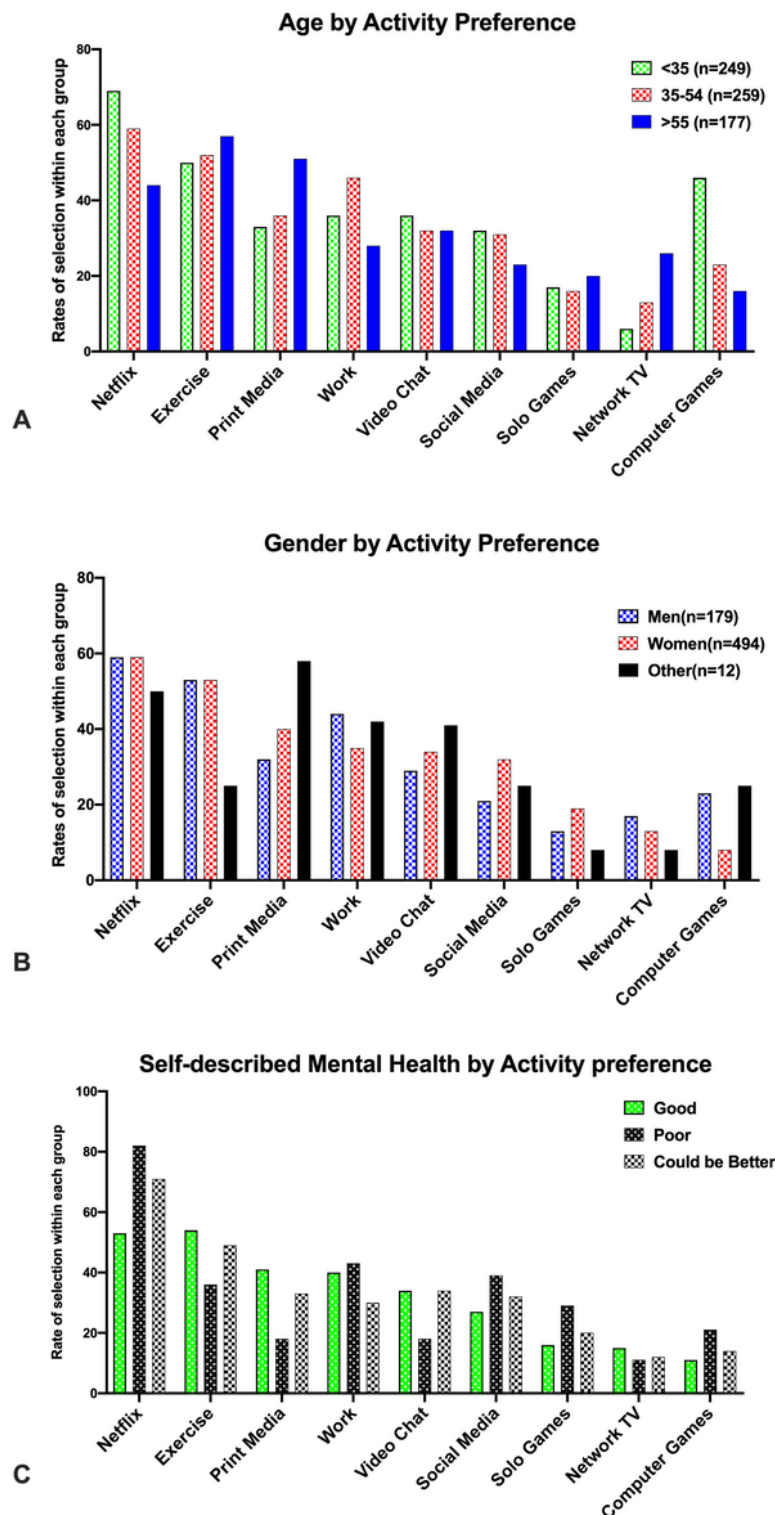 Age by Activity Preference
80
60
40
20
0
Rates of selection within each group
<35 (n=249)
35-54 (n=259)
>55 (n=177)
Netflix
Exercise
Print Media
Work
Video Chat
Social Media
Solo Games
Network TV
Computer Games
A
Gender by Activity Preference
80
60
40
20
0
Rates of selection within each group
Men(n=179)
Women(n=494)
Other(n=12)
Netflix
Exercise
Print Media
Work
Video Chat
Social Media
Solo Games
Network TV
Computer Games
B
Self-described Mental Health by Activity preference
100
80
60
40
20
0
Rate of selection within each group
Good
Poor
Could be Better
Netflix
Exercise
Print Media
Work
Video Chat
Social Media
Solo Games
Network TV
Computer Games
C